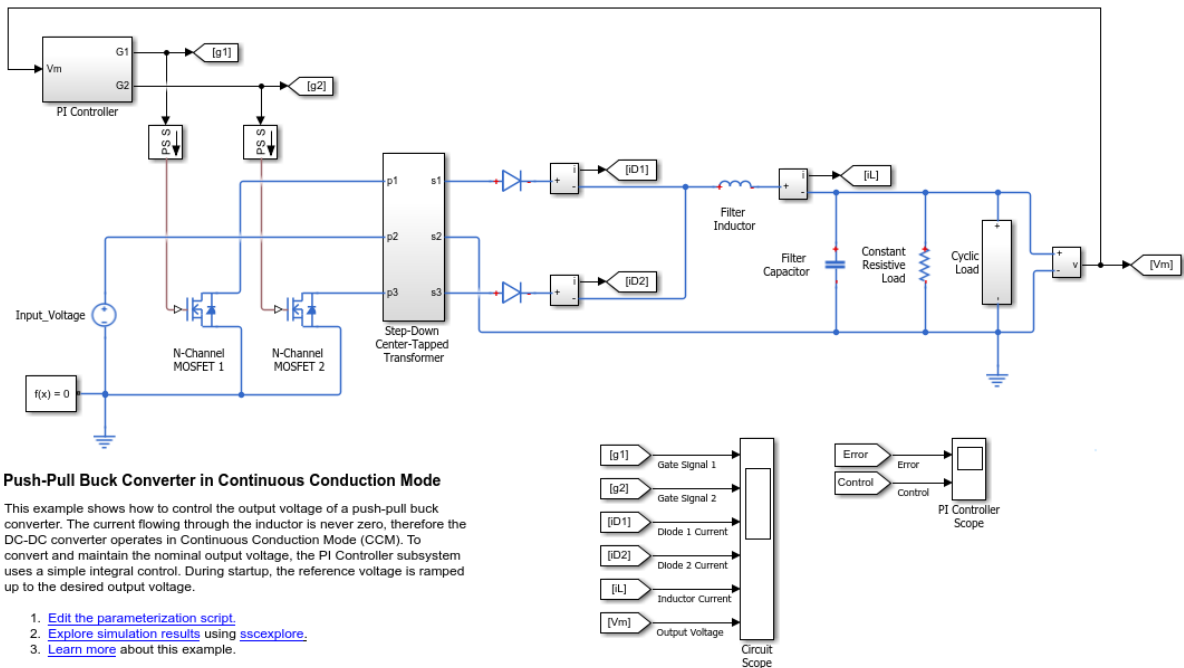 G1
[g1]
Vm
G2
[g2]
PI Controller
PS S
PS S
[iD1]
[iL]
p1
s1
+
i
-
+
i
-
Filter
Inductor
p2
s2
Filter
Capacitor
Constant
Resistive
Load
Cyclic
Load
+
-
+
-
v
[Vm]
[iD2]
p3
s3
+
i
-
Input_Voltage
+
-
Step-Down
Center-Tapped
Transformer
N-Channel
MOSFET 1
N-Channel
MOSFET 2
f(x) = 0
Push-Pull Buck Converter in Continuous Conduction Mode
This example shows how to control the output voltage of a push-pull buck
converter. The current flowing through the inductor is never zero, therefore the
DC-DC converter operates in Continuous Conduction Mode (CCM). To
convert and maintain the nominal output voltage, the PI Controller subsystem
uses a simple integral control. During startup, the reference voltage is ramped
up to the desired output voltage.
1. Edit the parameterization script.
2. Explore simulation results using sscexplore.
3. Learn more about this example.
[g1]
Gate Signal 1
[g2]
Gate Signal 2
[iD1]
Diode 1 Current
[iD2]
Diode 2 Current
[iL]
Inductor Current
[Vm]
Output Voltage
Circuit
Scope
Error
Error
Control
Control
PI Controller
Scope